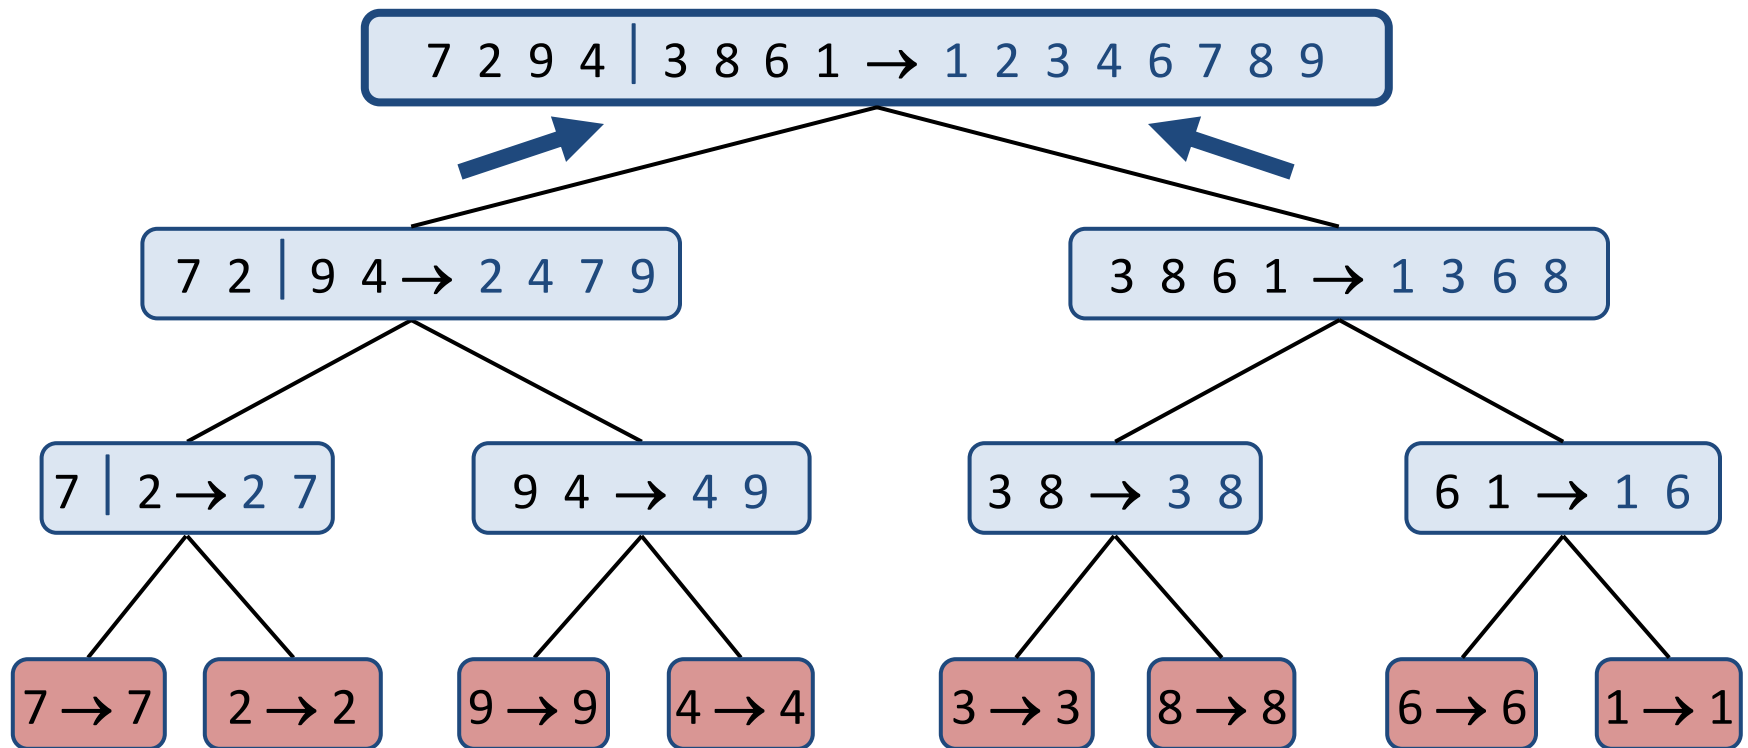 7 2 9 4 | 3 8 6 1 → 1 2 3 4 6 7 8 9
7 2 | 9 4 → 2 4 7 9
3 8 6 1 → 1 3 6 8
7 | 2 → 2 7
9 4 → 4 9
3 8 → 3 8
6 1 → 1 6
7 → 7
2 → 2
9 → 9
4 → 4
3 → 3
8 → 8
6 → 6
1 → 1